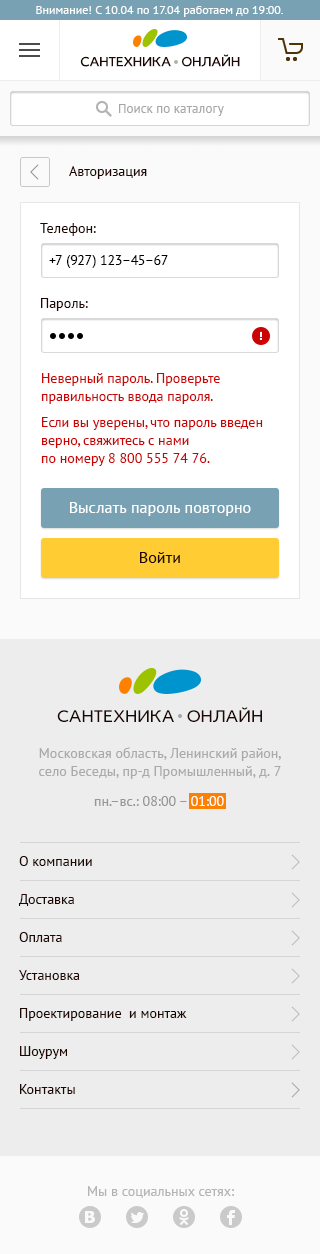 Внимание! С 10.04 по 17.04 работаем до 19:00.
САНТЕХНИКА • ОНЛАЙН
Поиск по каталогу
Авторизация
Телефон:
+7 (927) 123–45–67
Пароль:
Неверный пароль. Проверьте
правильность ввода пароля.
Если вы уверены, что пароль введен
верно, свяжитесь с нами
по номеру 8 800 555 74 76.
Выслать пароль повторно
Войти
САНТЕХНИКА • ОНЛАЙН
Московская область, Ленинский район,
село Беседы, пр-д Промышленный, д. 7
пн.–вс.: 08:00 – 01:00
О компании
Доставка
Оплата
Установка
Проектирование и монтаж
Шоурум
Контакты
Мы в социальных сетях: